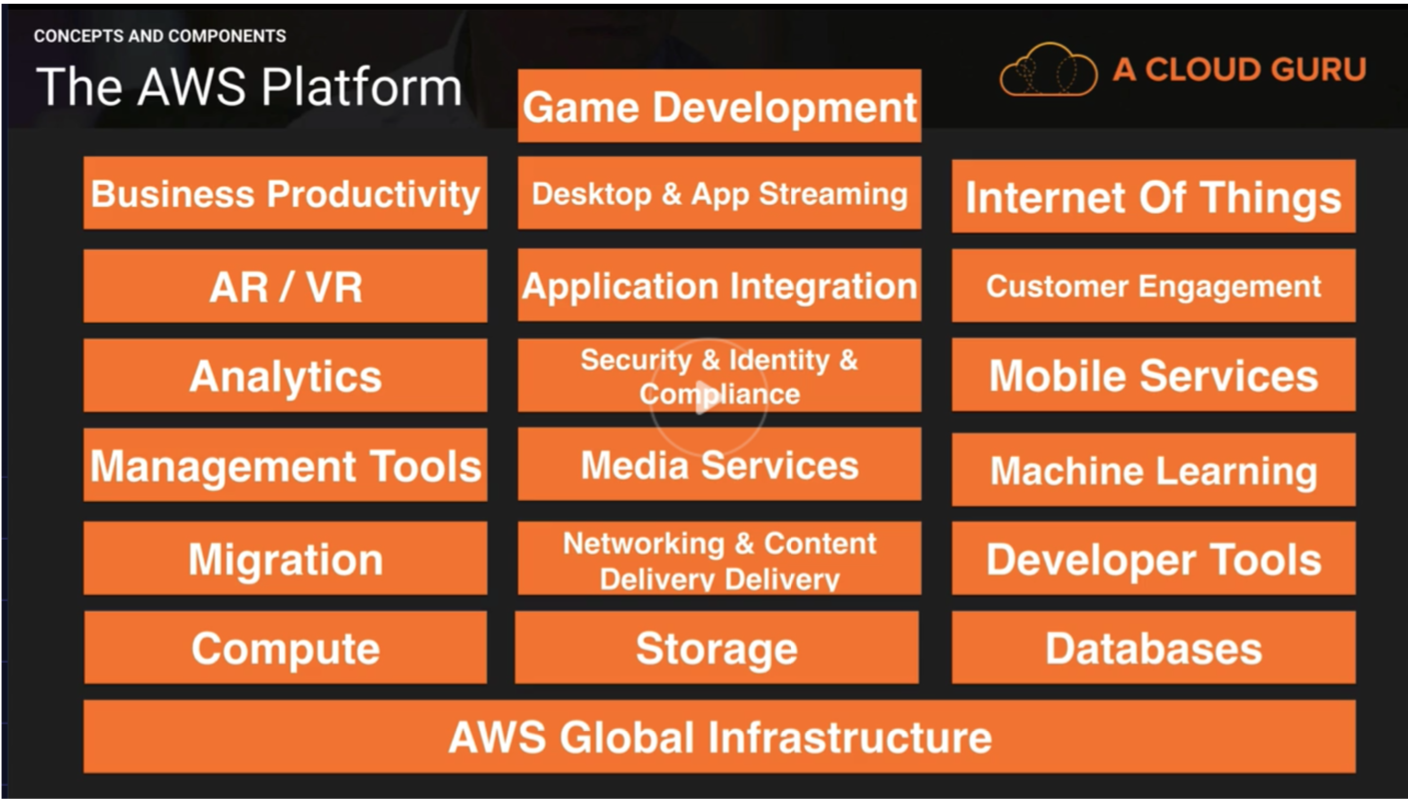 CONCEPTS AND COMPONENTS
The AWS Platform
A CLOUD GURU
Game Development
Business Productivity
Desktop & App Streaming
Internet Of Things
AR / VR
Application Integration
Customer Engagement
Analytics
Security & Identity &
Compliance
Mobile Services
Management Tools
Media Services
Machine Learning
Migration
Networking & Content
Delivery Delivery
Developer Tools
Compute
Storage
Databases
AWS Global Infrastructure